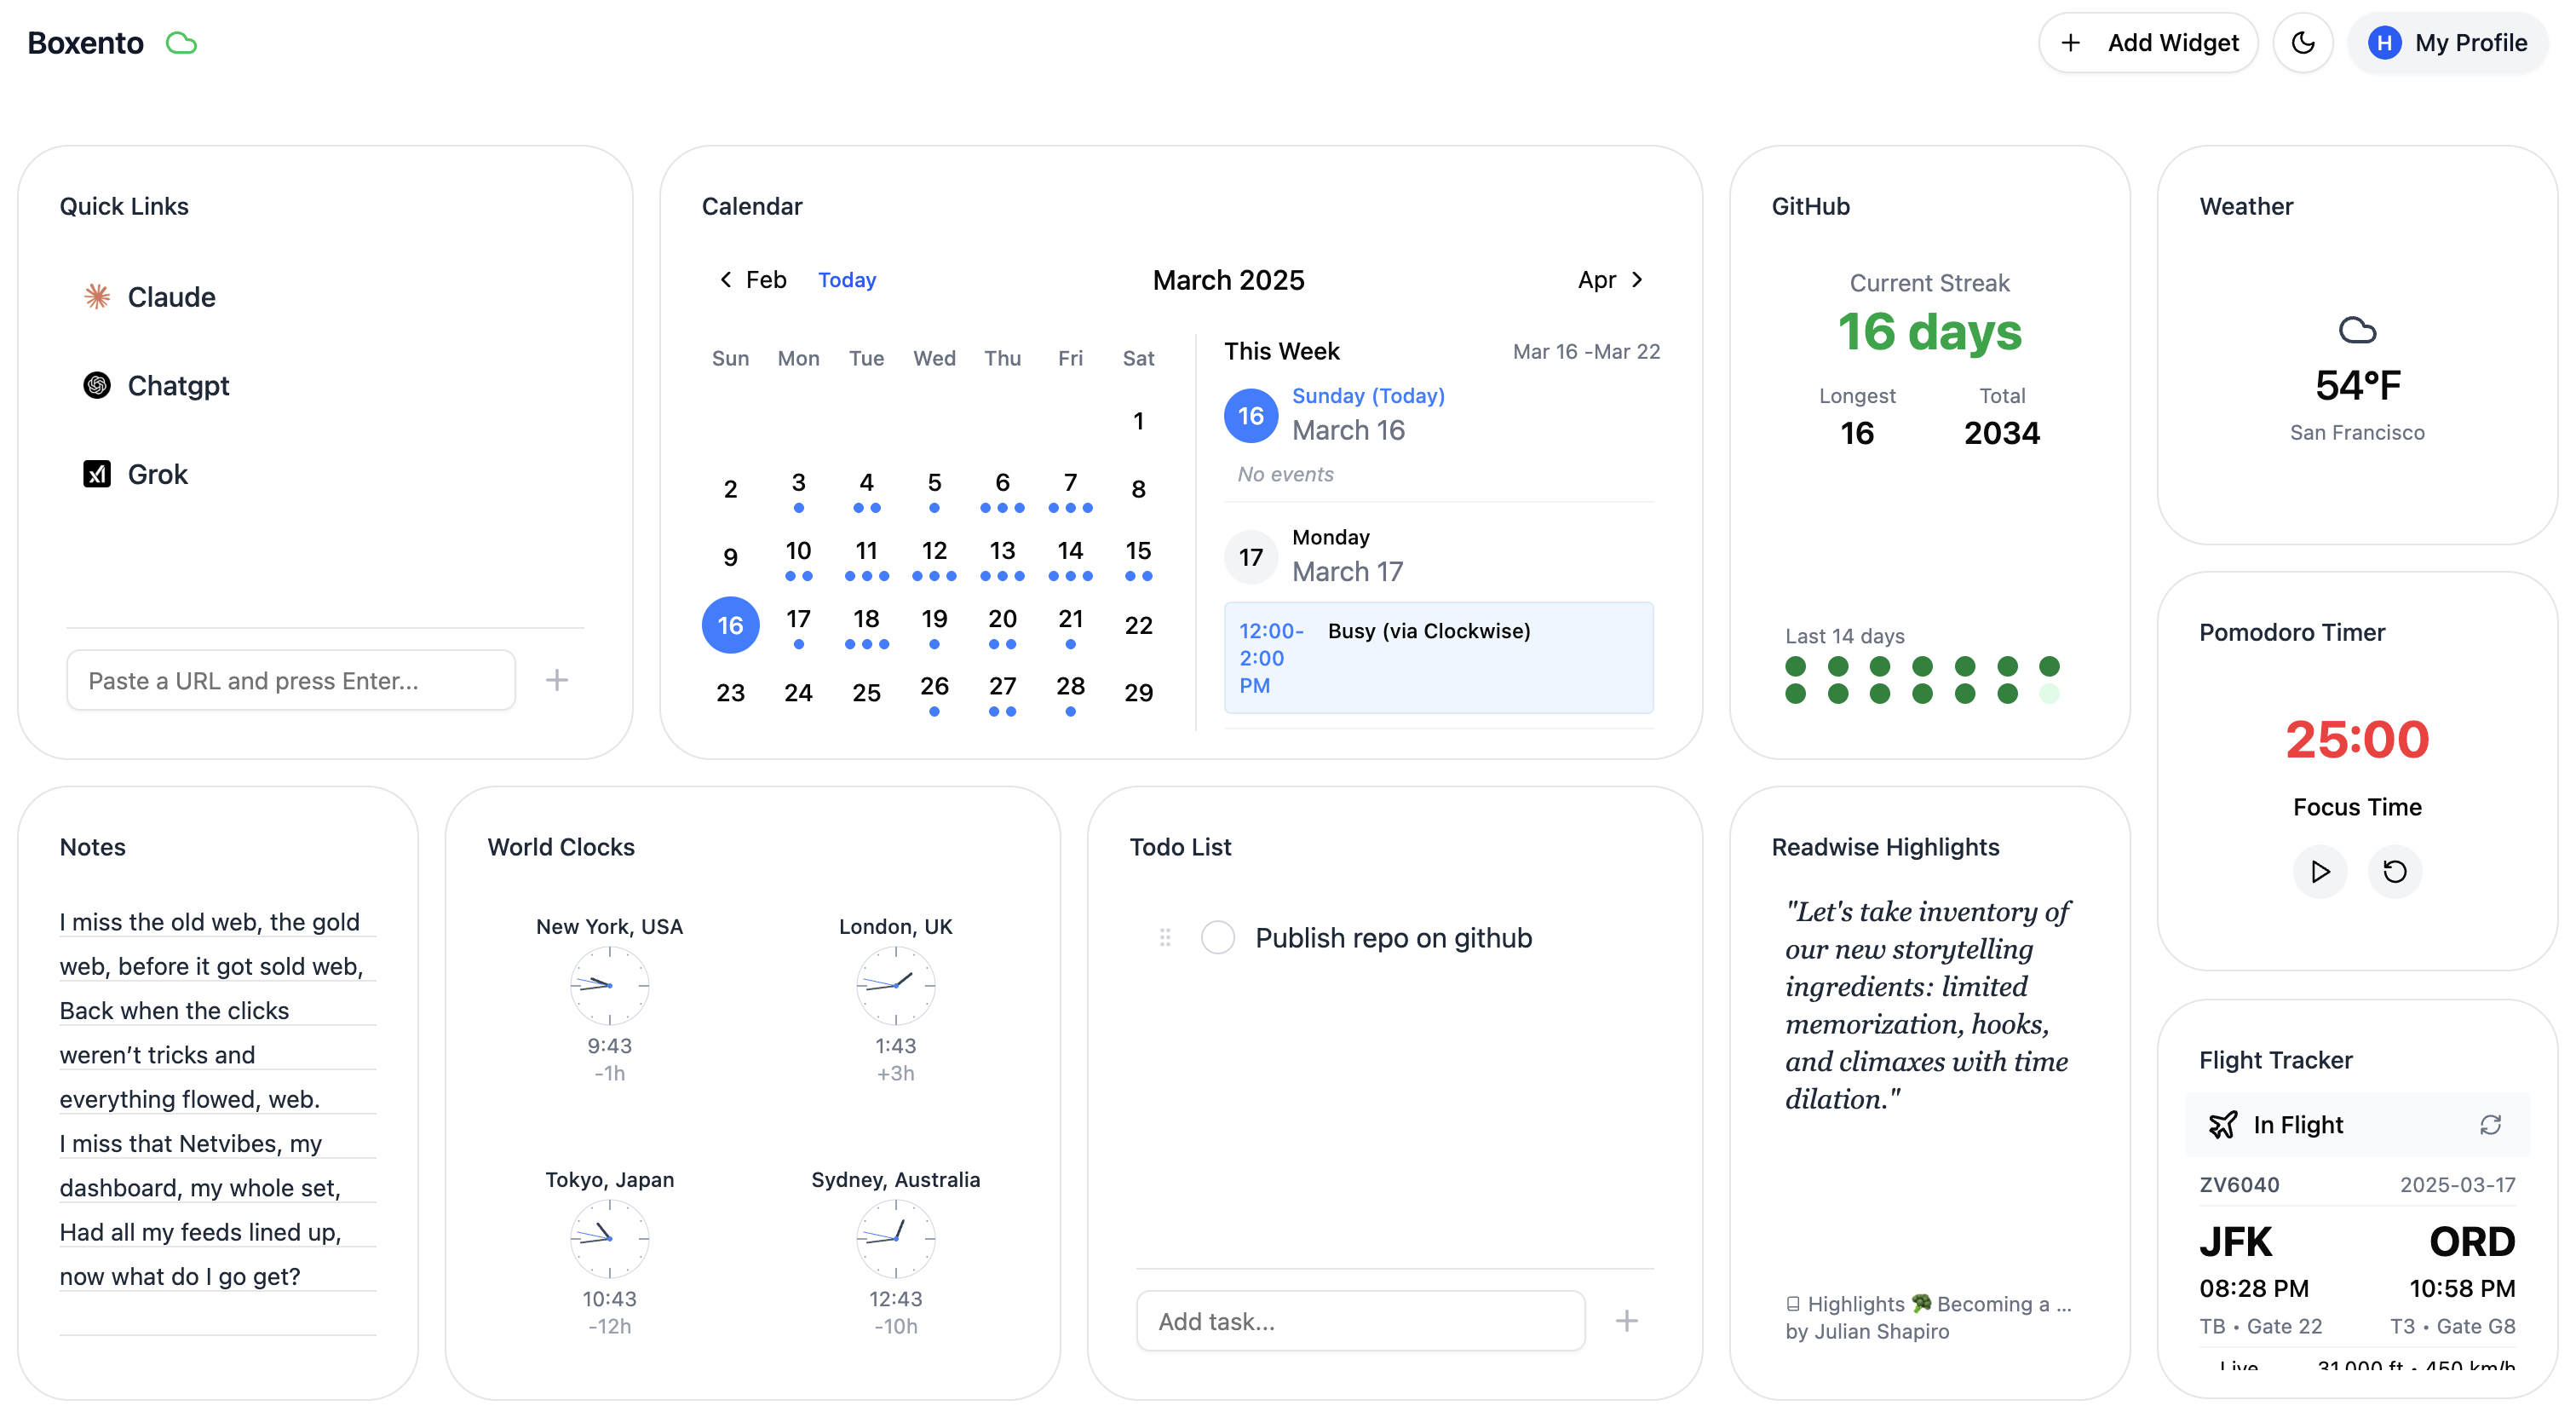 Boxento
Add Widget
H My Profile
Quick Links
Claude
Chatgpt
Grok
Paste a URL and press Enter...
Calendar
Feb Today March 2025 Apr
Sun Mon Tue Wed Thu Fri Sat
1
2 3 4 5 6 7 8
9 10 11 12 13 14 15
16 17 18 19 20 21 22
23 24 25 26 27 28 29
This Week Mar 16 -Mar 22
16 Sunday (Today)
March 16
No events
17 Monday
March 17
12:00- Busy (via Clockwise)
2:00
PM
GitHub
Current Streak
16 days
Longest Total
16 2034
Last 14 days
Weather
54°F
San Francisco
Pomodoro Timer
25:00
Focus Time
Notes
I miss the old web, the gold
web, before it got sold web,
Back when the clicks
weren’t tricks and
everything flowed, web.
I miss that Netvibes, my
dashboard, my whole set,
Had all my feeds lined up,
now what do I go get?
World Clocks
New York, USA
9:43
-1h
London, UK
1:43
+3h
Tokyo, Japan
10:43
-12h
Sydney, Australia
12:43
-10h
Todo List
Publish repo on github
Add task...
Readwise Highlights
"Let's take inventory of
our new storytelling
ingredients: limited
memorization, hooks,
and climaxes with time
dilation."
Highlights 🥦 Becoming a ...
by Julian Shapiro
Flight Tracker
In Flight
ZV6040 2025-03-17
JFK ORD
08:28 PM 10:58 PM
TB • Gate 22 T3 • Gate G8
Live 31,000 ft • 450 km/h